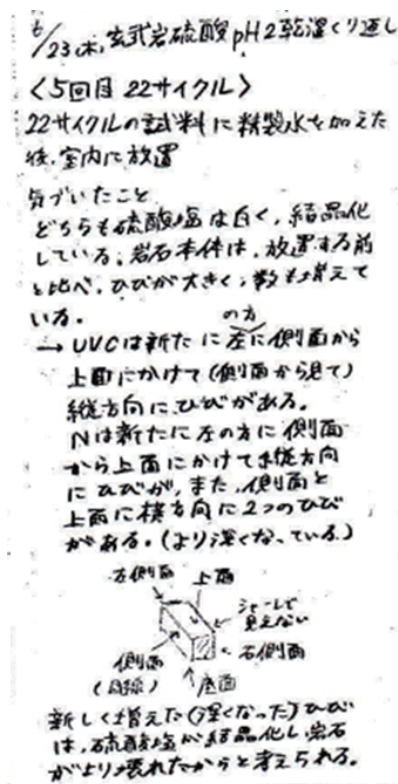 6/23(木)玄武岩硫酸pH2乾湿くり返し
〈5回目 22サイクル〉
22サイクルの試料に精製水を加えた
後、室内に放置
気づいたこと
どちらも硫酸塩は白く、結晶化
している。岩石本体は、放置する前
と比べ、ひびが大きく、数も増えて
いる。
の方
→ UVCは新たに左に側面から
上面にかけて(側面から見て)
縦方向にひびがある。
Nは新たに左の方に側面
から上面にかけて縦方向
にひびが、また、側面と
上面に横方向に2つのひび
がある。(より深くなっている)
左側面
上面
シャーレで
見えない
右側面
側面
底面
新しく増えた(深くなった)ひび
は、硫酸塩が結晶化し、岩石
がより壊れたからと考えられる。